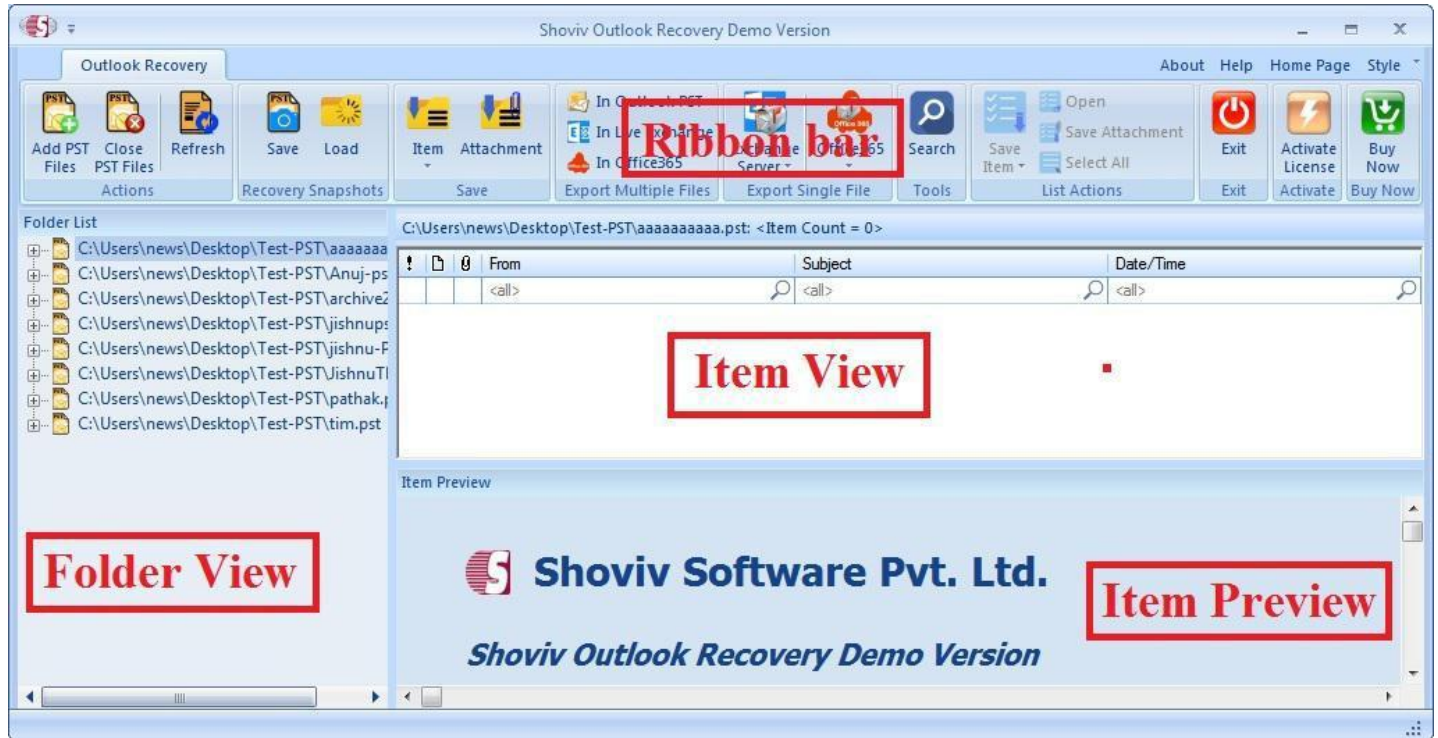 Shoviv Outlook Recovery Demo Version
Outlook Recovery
About Help Home Page Style
Add PST Files
Close PST Files
Refresh
Save
Load
Item
Attachment
In Outlook PST
In Live Exchange
In Office365
Exchange Server
Office 365
Office365
Search
Save Item
Open
Save Attachment
Select All
Exit
Activate License
Buy Now
Ribbon bar
Actions
Recovery Snapshots
Save
Export Multiple Files
Export Single File
Tools
List Actions
Exit
Activate
Buy Now
Folder List
C:\Users\news\Desktop\Test-PST\aaaaaaa
C:\Users\news\Desktop\Test-PST\Anuj-ps
C:\Users\news\Desktop\Test-PST\archive2
C:\Users\news\Desktop\Test-PST\jishnups
C:\Users\news\Desktop\Test-PST\jishnu-P
C:\Users\news\Desktop\Test-PST\JishnuTl
C:\Users\news\Desktop\Test-PST\pathak.p
C:\Users\news\Desktop\Test-PST\tim.pst
Folder View
C:\Users\news\Desktop\Test-PST\aaaaaaaaaa.pst: <Item Count = 0>
! From Subject Date/Time
<all> <all> <all>
Item View
Item Preview
Shoviv Software Pvt. Ltd.
Item Preview
Shoviv Outlook Recovery Demo Version